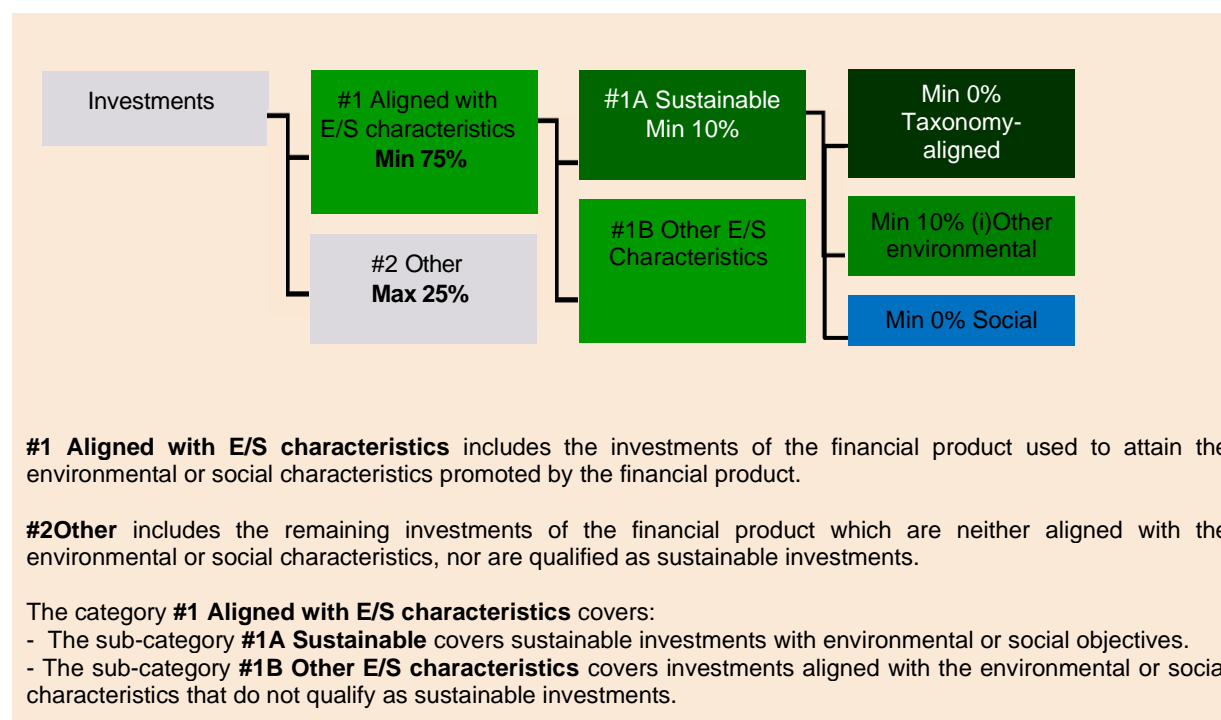 Investments
#1 Aligned with
E/S characteristics
Min 75%
#2 Other
Max 25%
#1A Sustainable
Min 10%
#1B Other E/S
Characteristics
Min 0%
Taxonomy-
aligned
Min 10% (i)Other
environmental
Min 0% Social
#1 Aligned with E/S characteristics includes the investments of the financial product used to attain the
environmental or social characteristics promoted by the financial product.
#2Other includes the remaining investments of the financial product which are neither aligned with the
environmental or social characteristics, nor are qualified as sustainable investments.
The category #1 Aligned with E/S characteristics covers:
- The sub-category #1A Sustainable covers sustainable investments with environmental or social objectives.
- The sub-category #1B Other E/S characteristics covers investments aligned with the environmental or social
characteristics that do not qualify as sustainable investments.